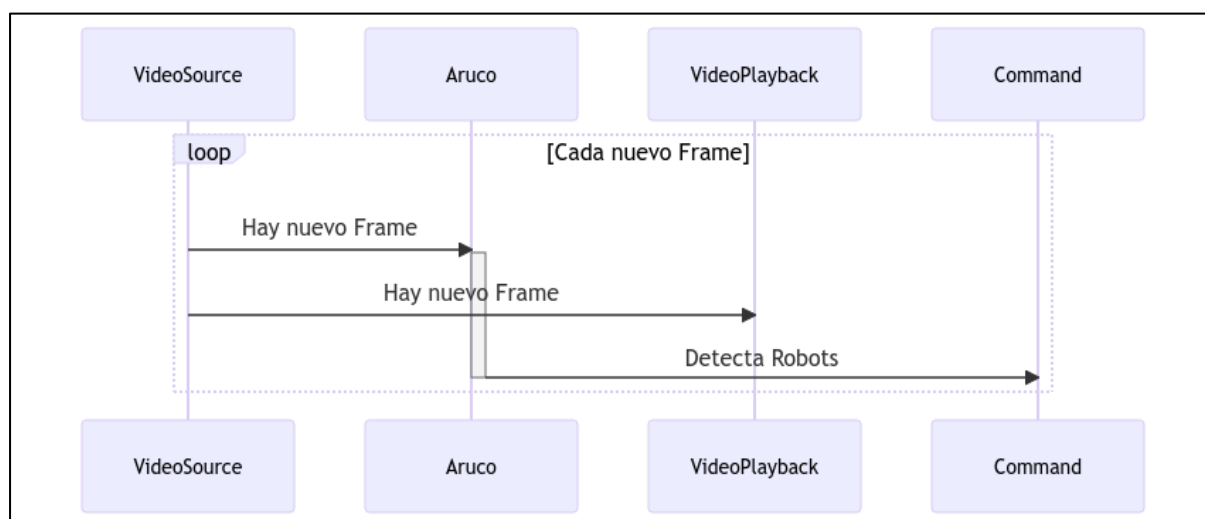 VideoSource
Aruco
VideoPlayback
Command
loop
[Cada nuevo Frame]
Hay nuevo Frame
Hay nuevo Frame
Detecta Robots
VideoSource
Aruco
VideoPlayback
Command